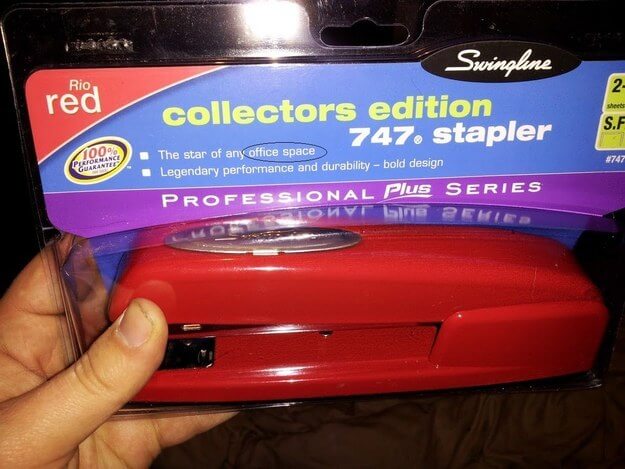 Swingline
Rio
red
collectors edition
747® stapler
2-
sheets
S.F
#747
100%
PERFORMANCE
GUARANTEE
The star of any office space
Legendary performance and durability – bold design
PROFESSIONAL Plus SERIES